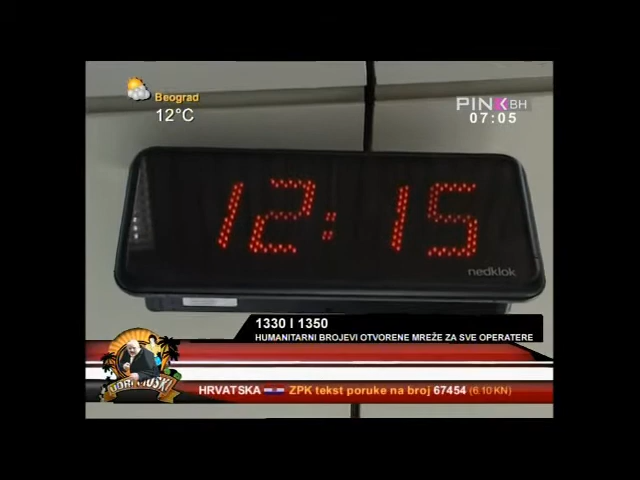 Beograd
12°C
PINK BH
07:05
12:15
nedklok
1330 I 1350
HUMANITARNI BROJEVI OTVORENE MREŽE ZA SVE OPERATERE
HRVATSKA ZPK tekst poruke na broj 67454 (6.10 KN)